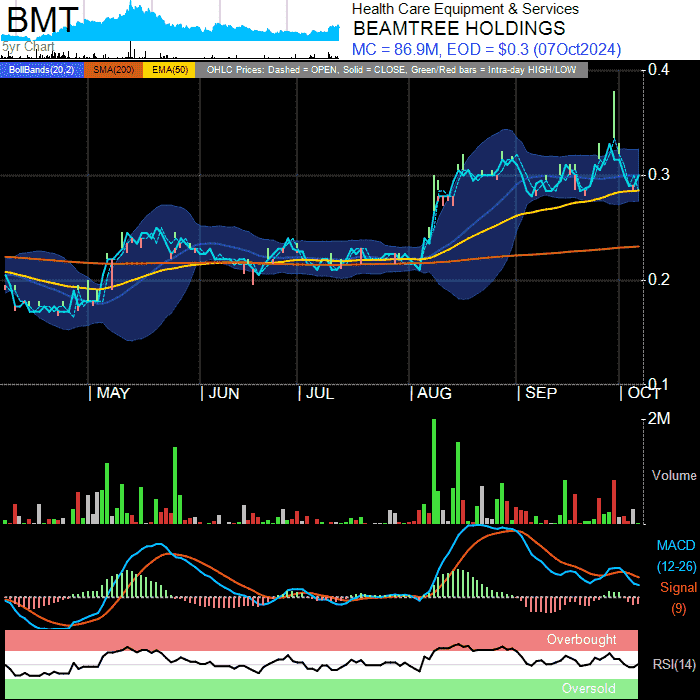 BMT
5yr Chart
Health Care Equipment & Services
BEAMTREE HOLDINGS
MC = 86.9M, EOD = $0.3 (07Oct2024)
BollBands(20,2) SMA(200) EMA(50) OHLC Prices: Dashed = OPEN, Solid = CLOSE, Green/Red bars = Intra-day HIGH/LOW
0.4
0.3
0.2
0.1
| MAY | JUN | JUL | AUG | SEP | OCT
2M
Volume
MACD
(12-26)
Signal
(9)
Overbought
RSI(14)
Oversold